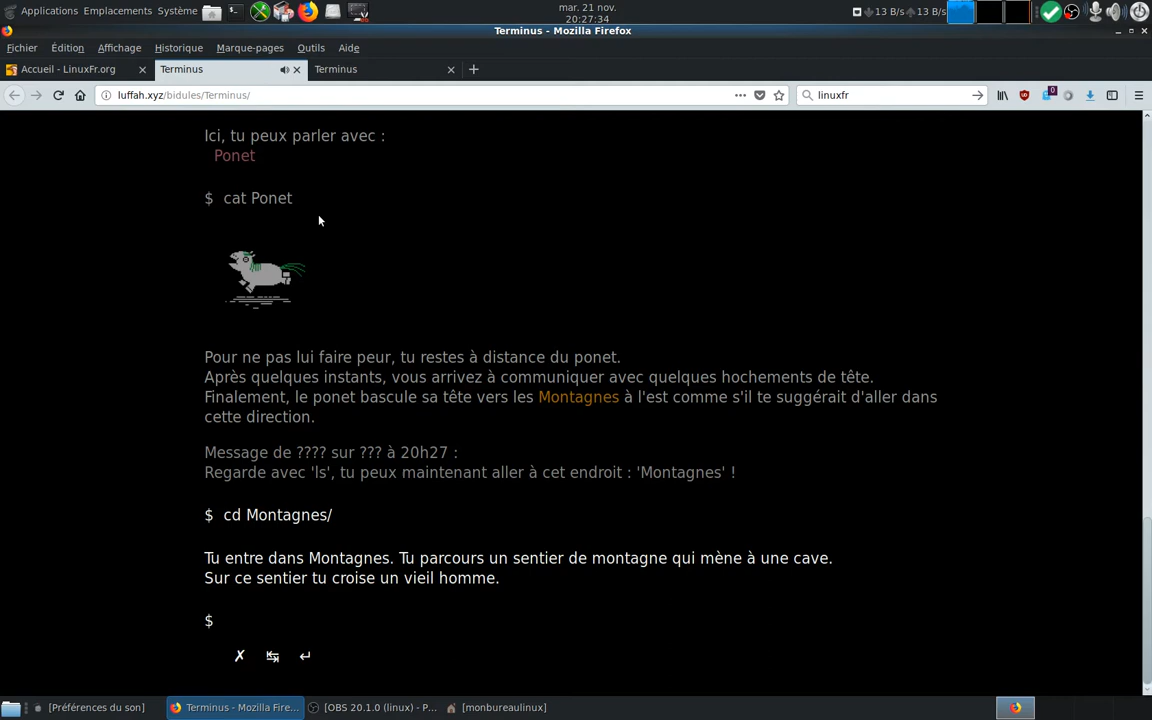 Applications Emplacements Système
mar. 21 nov.
20:27:34
13 B/s 13 B/s
Terminus - Mozilla Firefox
Fichier Édition Affichage Historique Marque-pages Outils Aide
Accueil - LinuxFr.org
Terminus
Terminus
luffah.xyz/bidules/Terminus/
linuxfr
0
Ici, tu peux parler avec :
Ponet
$ cat Ponet
Pour ne pas lui faire peur, tu restes à distance du ponet.
Après quelques instants, vous arrivez à communiquer avec quelques hochements de tête.
Finalement, le ponet bascule sa tête vers les Montagnes à l'est comme s'il te suggérait d'aller dans
cette direction.
Message de ???? sur ??? à 20h27 :
Regarde avec 'ls', tu peux maintenant aller à cet endroit : 'Montagnes' !
$ cd Montagnes/
Tu entre dans Montagnes. Tu parcours un sentier de montagne qui mène à une cave.
Sur ce sentier tu croise un vieil homme.
$
✗ ↹ ↵
[Préférences du son]
Terminus - Mozilla Fire...
[OBS 20.1.0 (linux) - P...
[monbureaulinux]